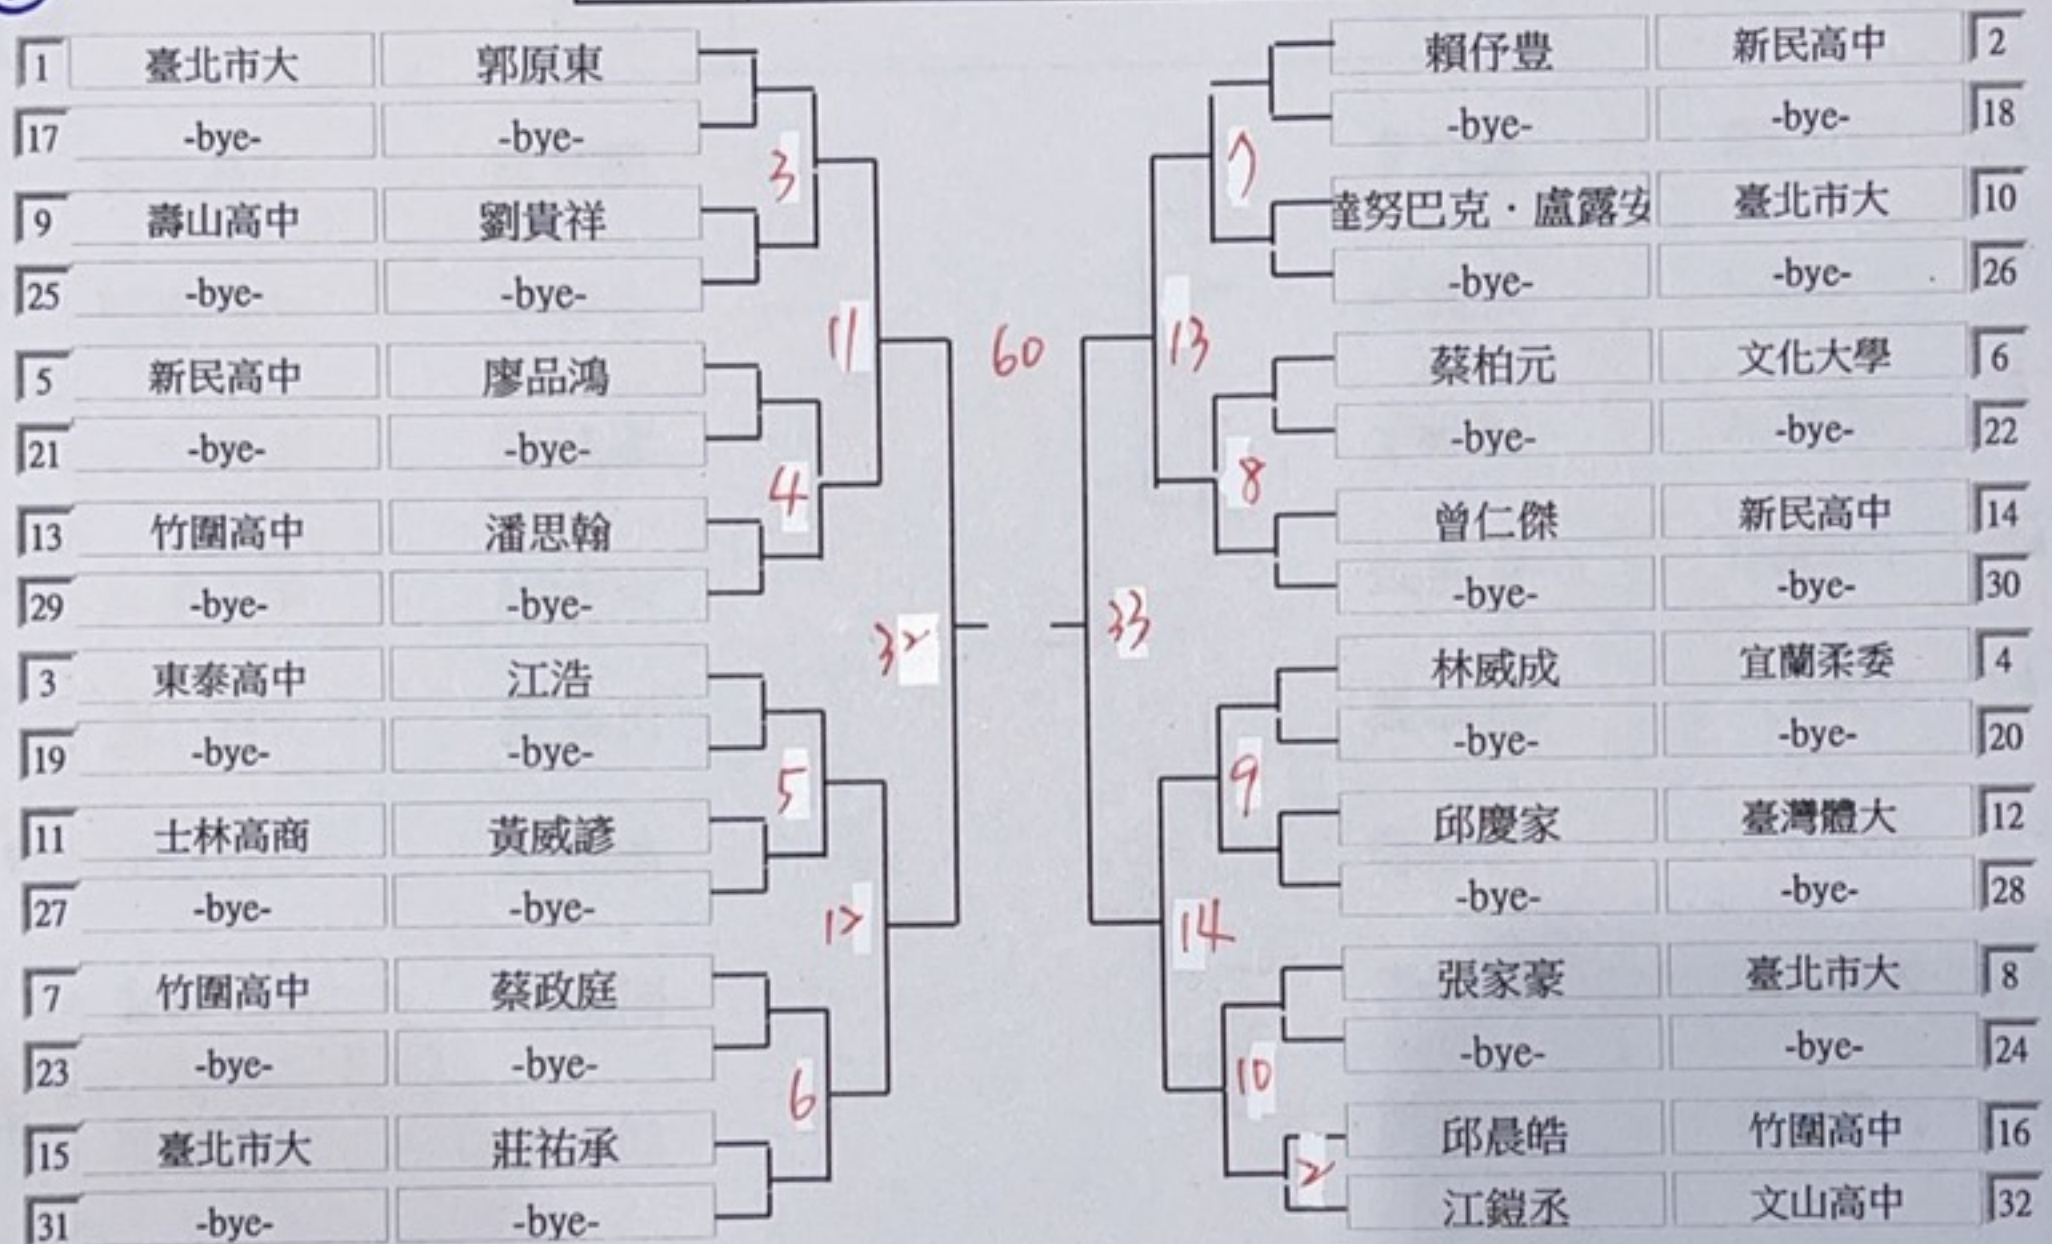 1 臺北市大 郭原東
17 -bye- -bye-
3
9 壽山高中 劉貴祥
25 -bye- -bye-
11
5 新民高中 廖品鴻
21 -bye- -bye-
4
13 竹圍高中 潘思翰
29 -bye- -bye-
32
3 東泰高中 江浩
19 -bye- -bye-
5
11 士林高商 黃威諺
27 -bye- -bye-
12
7 竹圍高中 蔡政庭
23 -bye- -bye-
6
15 臺北市大 莊祐承
31 -bye- -bye-
60
賴伃豐 新民高中 2
-bye- -bye- 18
7
達努巴克・盧露安 臺北市大 10
-bye- -bye- 26
13
蔡柏元 文化大學 6
-bye- -bye- 22
8
曾仁傑 新民高中 14
-bye- -bye- 30
33
林威成 宜蘭柔委 4
-bye- -bye- 20
9
邱慶家 臺灣體大 12
-bye- -bye- 28
14
張家豪 臺北市大 8
-bye- -bye- 24
10
邱晨皓 竹圍高中 16
2
江鎧丞 文山高中 32